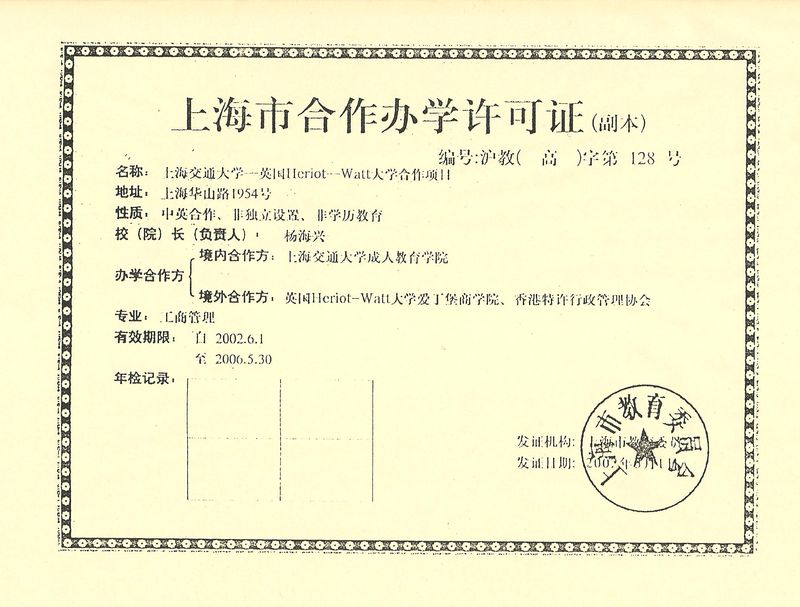 上海市合作办学许可证(副本)
编号:沪教( 高 )字第 128 号
名称: 上海交通大学—英国Heriot--Watt大学合作项目
地址: 上海华山路1954号
性质: 中英合作、非独立设置、非学历教育
校（院）长（负责人）: 杨海兴
办学合作方
境内合作方: 上海交通大学成人教育学院
境外合作方: 英国Heriot-Watt大学爱丁堡商学院、香港特许行政管理协会
专业: 工商管理
有效期限: 自 2002.6.1
至 2006.5.30
年检记录:
发证机构: 上海市教育委员会
发证日期:
上海市教育委员会